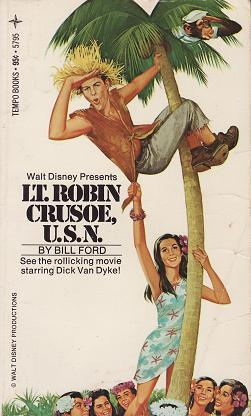 TEMPO BOOKS • 95¢ • 5795
Walt Disney Presents
LT. ROBIN
CRUSOE,
U.S.N.
BY BILL FORD
See the rollicking movie
starring Dick Van Dyke!
© WALT DISNEY PRODUCTIONS